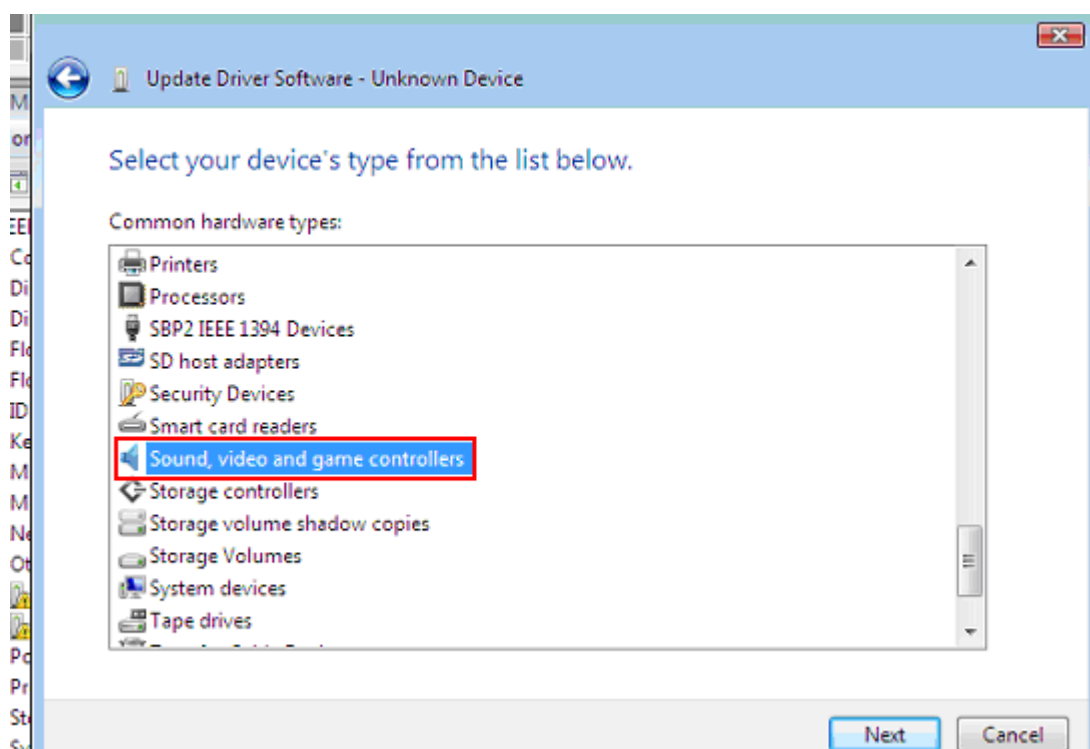 Update Driver Software - Unknown Device
Select your device's type from the list below.
Common hardware types:
Printers
Processors
SBP2 IEEE 1394 Devices
SD host adapters
Security Devices
Smart card readers
Sound, video and game controllers
Storage controllers
Storage volume shadow copies
Storage Volumes
System devices
Tape drives
Next
Cancel